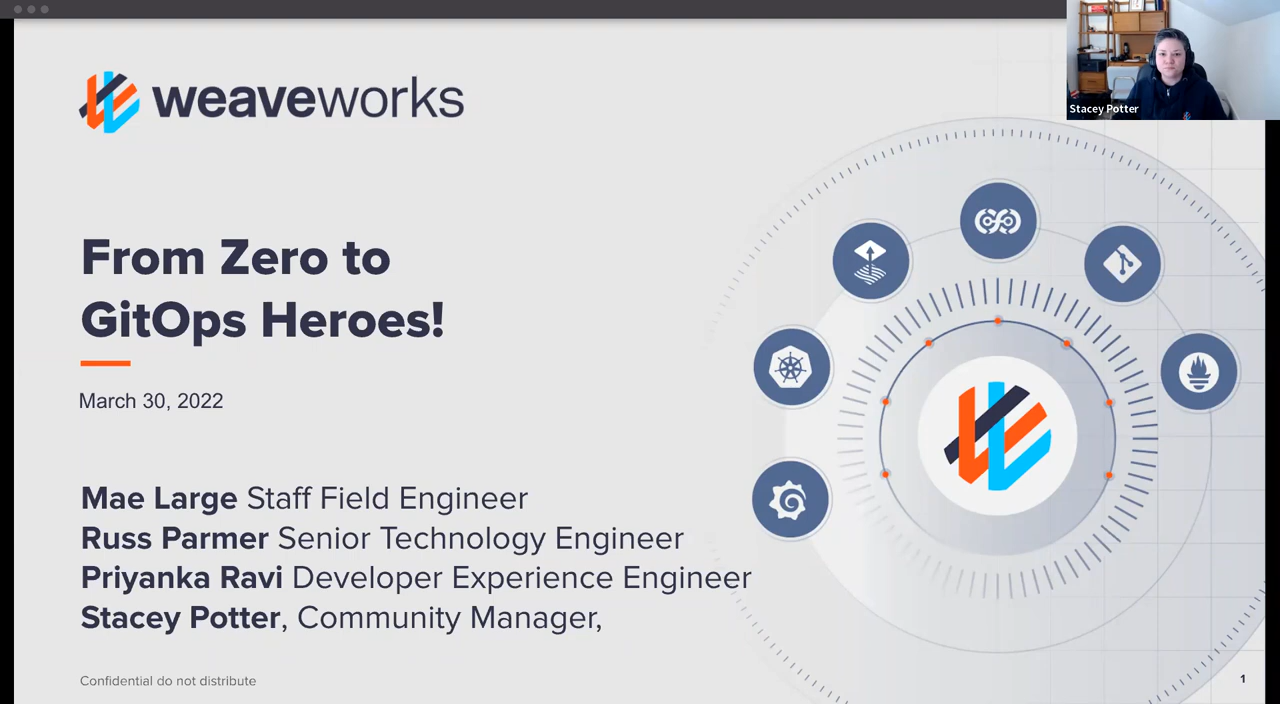 weaveworks
Stacey Potter
From Zero to
GitOps Heroes!
March 30, 2022
Mae Large Staff Field Engineer
Russ Parmer Senior Technology Engineer
Priyanka Ravi Developer Experience Engineer
Stacey Potter, Community Manager,
Confidential do not distribute
1